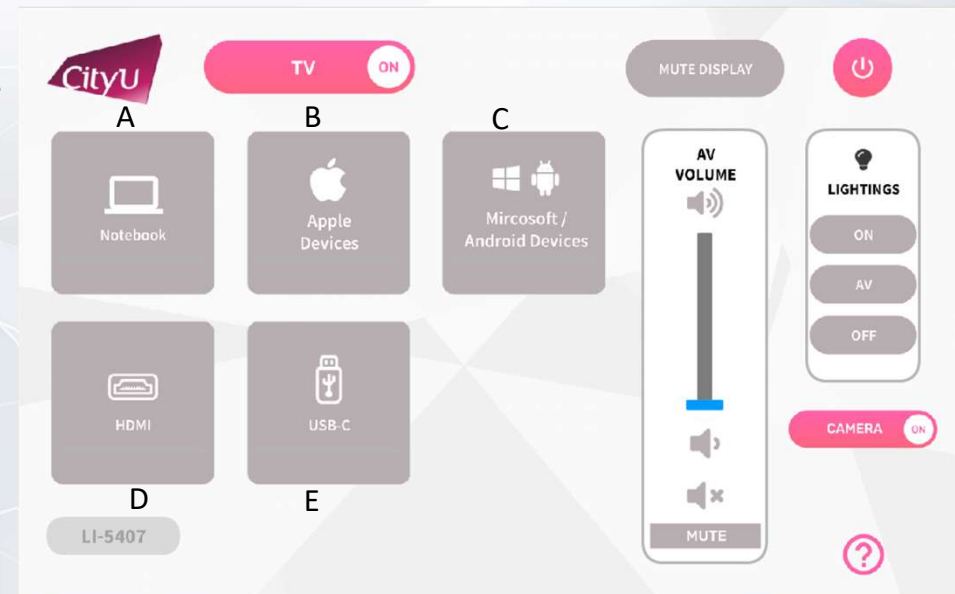 CityU
TV
ON
MUTE DISPLAY
A
B
C
Notebook
Apple
Devices
Mircosoft /
Android Devices
AV
VOLUME
LIGHTINGS
ON
AV
OFF
HDMI
USB-C
CAMERA
ON
D
E
LI-5407
MUTE
?